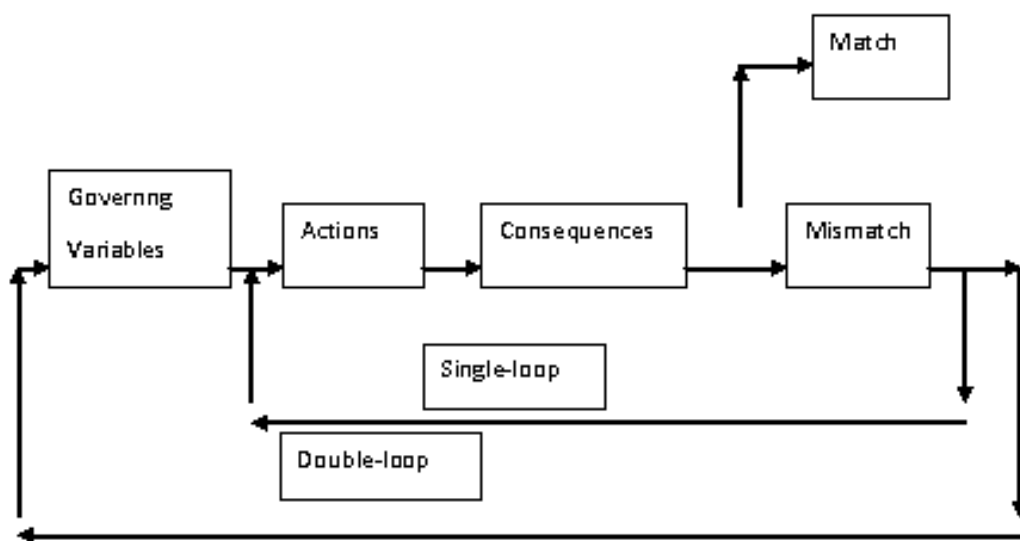 Match
Governng
Variables
Actions
Consequences
Mismatch
Single-loop
Double-loop